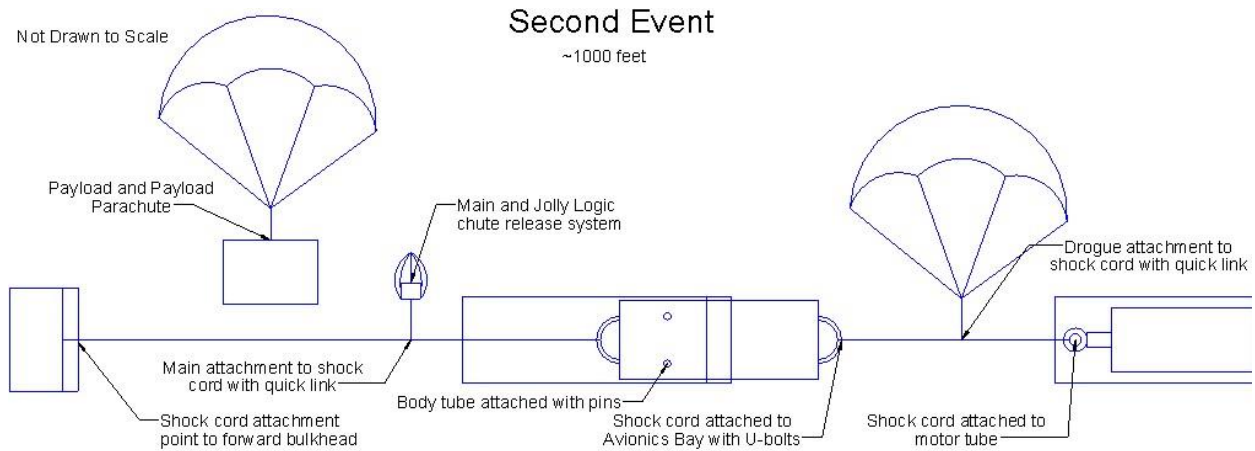 Second Event
~1000 feet
Not Drawn to Scale
Payload and Payload
Parachute
Main and Jolly Logic
chute release system
Drogue attachment to
shock cord with quick link
Main attachment to shock
cord with quick link
Shock cord attachment
point to forward bulkhead
Body tube attached with pins
Shock cord attached to
Avionics Bay with U-bolts
Shock cord attached to
motor tube